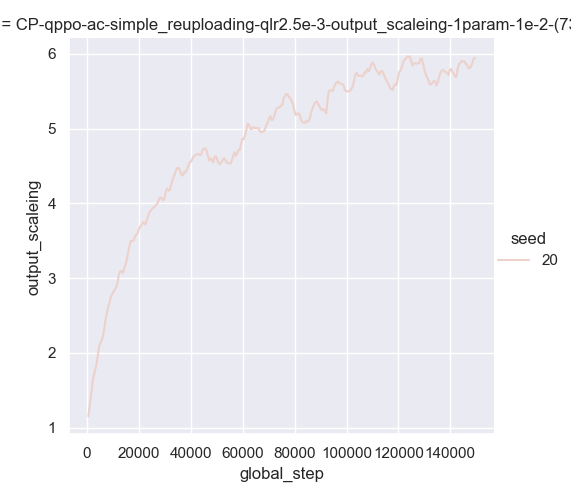 = CP-qppo-ac-simple_reuploading-qlr2.5e-3-output_scaleing-1param-1e-2-(73
6
5
4
3
2
1
output_scaleing
0 20000 40000 60000 80000 100000 120000 140000
global_step
seed
20